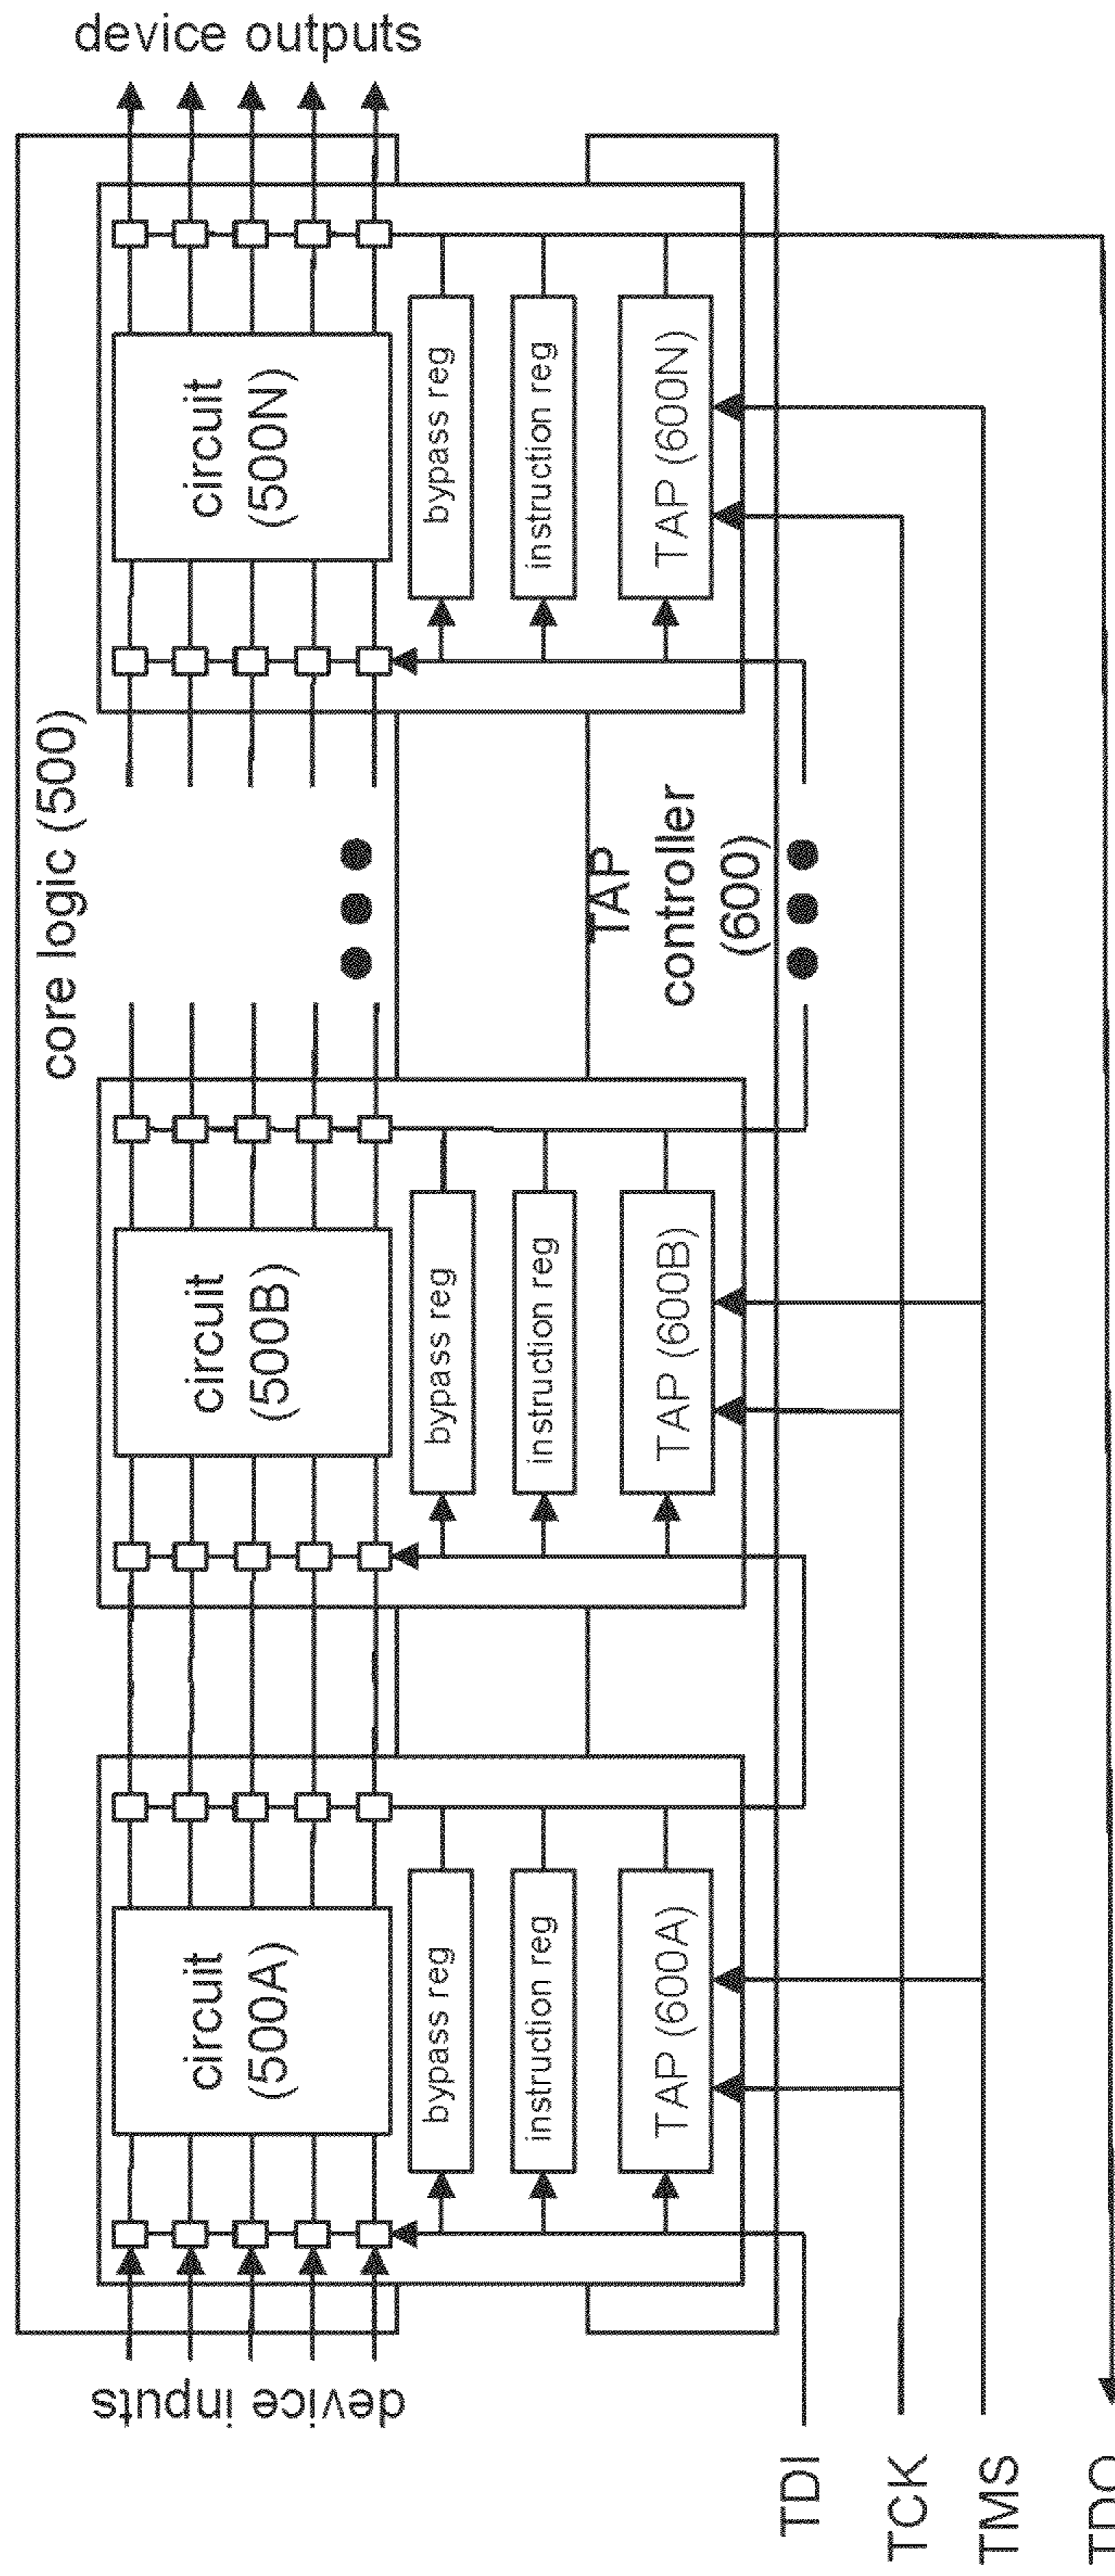 device outputs
core logic (500)
circuit
(500N)
bypass reg
instruction reg
TAP (600N)
TAP
controller
(600)
circuit
(500B)
bypass reg
instruction reg
TAP (600B)
circuit
(500A)
bypass reg
instruction reg
TAP (600A)
device inputs
TDI
TCK
TMS
TDO